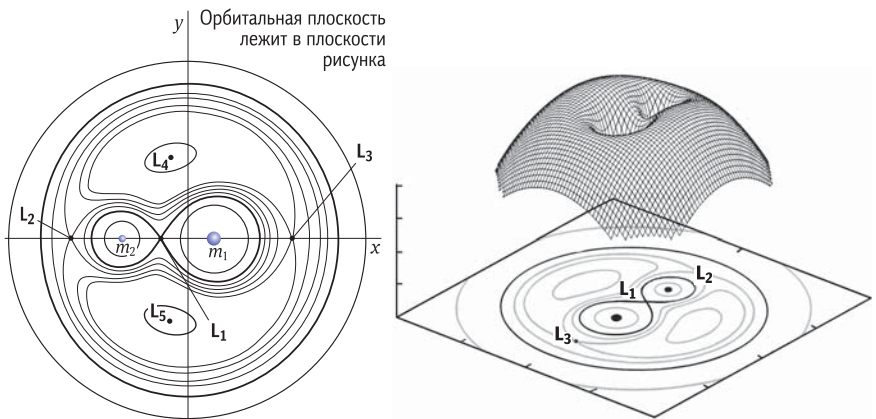 y
Орбитальная плоскость
лежит в плоскости
рисунка
L₄
L₃
L₂
m₂
m₁
x
L₅
L₁
L₁
L₂
L₃